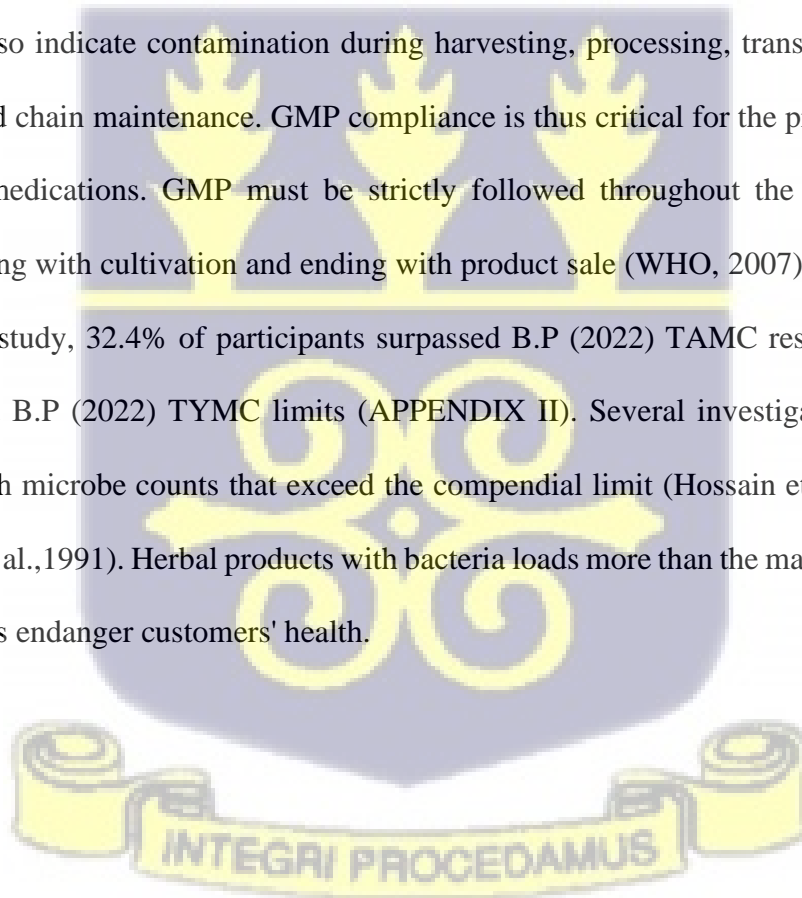 so indicate contamination during harvesting, processing, trans
d chain maintenance. GMP compliance is thus critical for the p
medications. GMP must be strictly followed throughout the
ng with cultivation and ending with product sale (WHO, 2007)
study, 32.4% of participants surpassed B.P (2022) TAMC res
B.P (2022) TYMC limits (APPENDIX II). Several investiga
h microbe counts that exceed the compendial limit (Hossain et
al.,1991). Herbal products with bacteria loads more than the ma
s endanger customers' health.
INTEGRI PROCEDAMUS